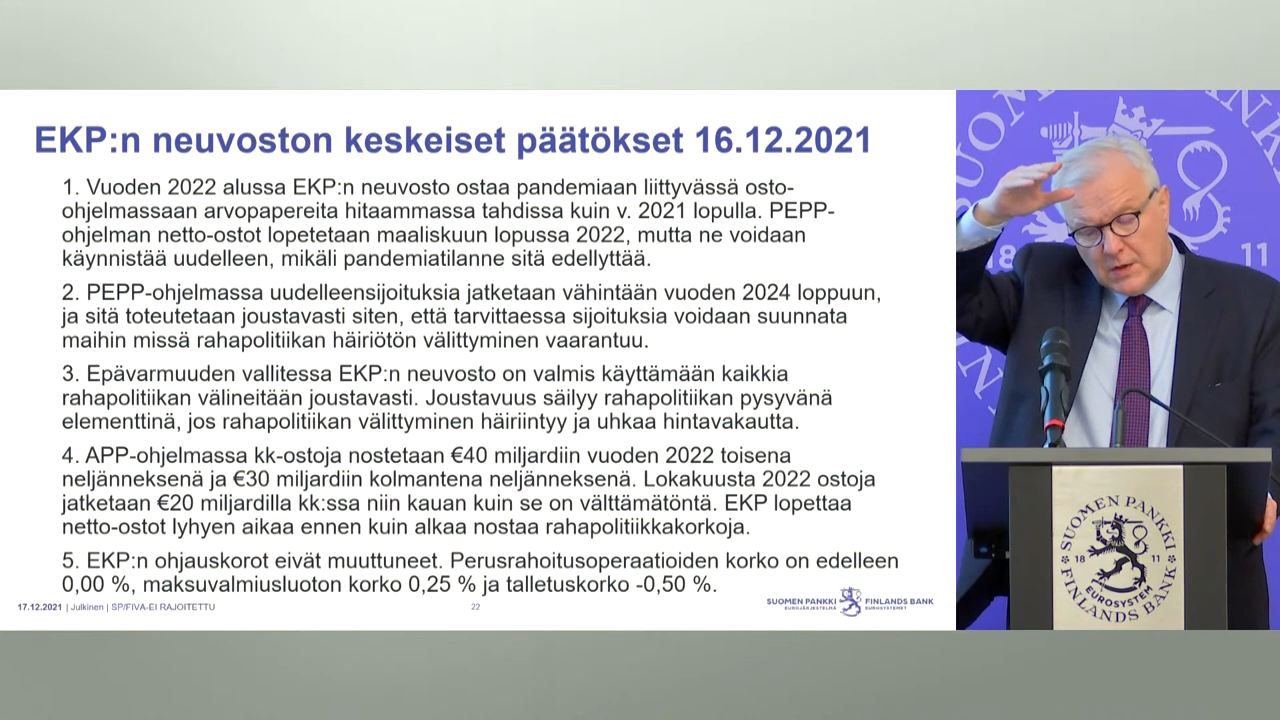 EKP:n neuvoston keskeiset päätökset 16.12.2021
1. Vuoden 2022 alussa EKP:n neuvosto ostaa pandemiaan liittyvässä osto-
ohjelmassaan arvopapereita hitaammassa tahdissa kuin v. 2021 lopulla. PEPP-
ohjelman netto-ostot lopetetaan maaliskuun lopussa 2022, mutta ne voidaan
käynnistää uudelleen, mikäli pandemiatilanne sitä edellyttää.
2. PEPP-ohjelmassa uudelleensijoituksia jatketaan vähintään vuoden 2024 loppuun,
ja sitä toteutetaan joustavasti siten, että tarvittaessa sijoituksia voidaan suunnata
maihin missä rahapolitiikan häiriötön välittyminen vaarantuu.
3. Epävarmuuden vallitessa EKP:n neuvosto on valmis käyttämään kaikkia
rahapolitiikan välineitään joustavasti. Joustavuus säilyy rahapolitiikan pysyvänä
elementtinä, jos rahapolitiikan välittyminen häiriintyy ja uhkaa hintavakautta.
4. APP-ohjelmassa kk-ostoja nostetaan €40 miljardiin vuoden 2022 toisena
neljänneksenä ja €30 miljardiin kolmantena neljänneksenä. Lokakuusta 2022 ostoja
jatketaan €20 miljardilla kk:ssa niin kauan kuin se on välttämätöntä. EKP lopettaa
netto-ostot lyhyen aikaa ennen kuin alkaa nostaa rahapolitiikkakorkoja.
5. EKP:n ohjauskorot eivät muuttuneet. Perusrahoitusoperaatioiden korko on edelleen
0,00 %, maksuvalmiusluoton korko 0,25 % ja talletuskorko -0,50 %.
17.12.2021 | Julkinen | SP/FIVA-EI RAJOITETTU
22
SUOMEN PANKKI FINLANDS BANK
EUROJÄRJESTELMÄ EUROSYSTEMET
SUOMEN
11
SUOMEN PANKKI
18 11
EUROSYSTEM
FINLANDS BANK